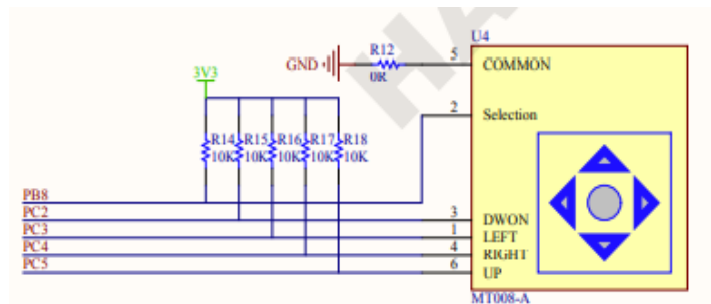 U4
GND
R12
0R
5
COMMON
3V3
2
Selection
R14
10K
R15
10K
R16
10K
R17
10K
R18
10K
PB8
PC2
3
DWON
PC3
1
LEFT
PC4
4
RIGHT
PC5
6
UP
MT008-A
HA